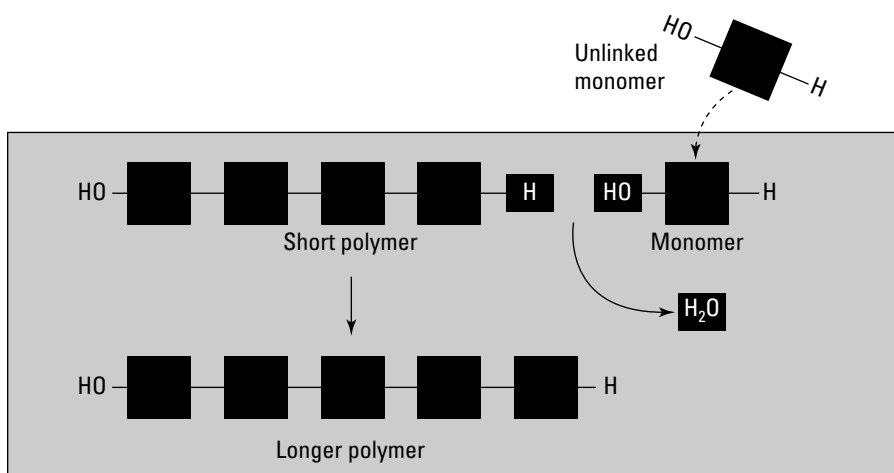 HO
Unlinked
monomer
H
HO
H
HO
H
Short polymer
Monomer
H₂O
HO
H
Longer polymer